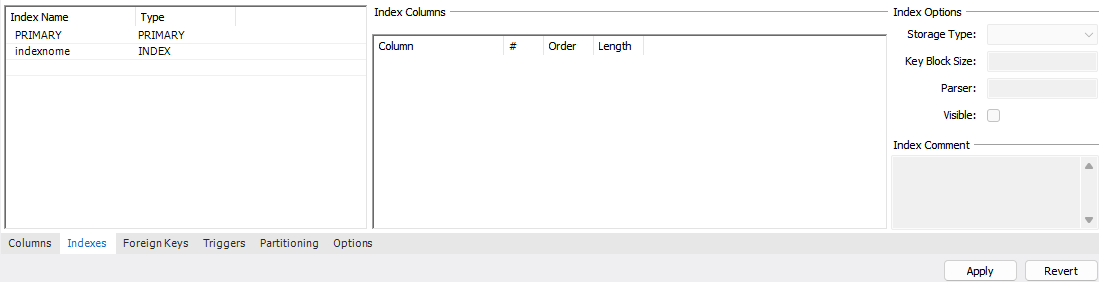 Index Name Type
PRIMARY PRIMARY
indexnome INDEX
Index Columns
Column # Order Length
Index Options
Storage Type:
Key Block Size:
Parser:
Visible:
Index Comment
Columns Indexes Foreign Keys Triggers Partitioning Options
Apply Revert